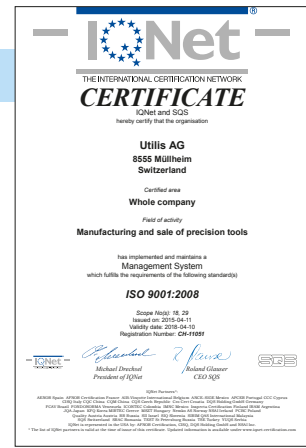 IQNet ®
THE INTERNATIONAL CERTIFICATION NETWORK
CERTIFICATE
IQNet and SQS
hereby certify that the organisation
Utilis AG
8555 Müllheim
Switzerland
Certified area
Whole company
Field of activity
Manufacturing and sale of precision tools
has implemented and maintains a
Management System
which fulfills the requirements of the following standard(s)
ISO 9001:2008
Scope No(s): 18, 29
Issued on: 2015-04-11
Validity date: 2018-04-10
Registration Number: CH-11051
IQNet
SQS
Michael Drechsel
President of IQNet
Roland Glauser
CEO SQS
IQNet Partners*: